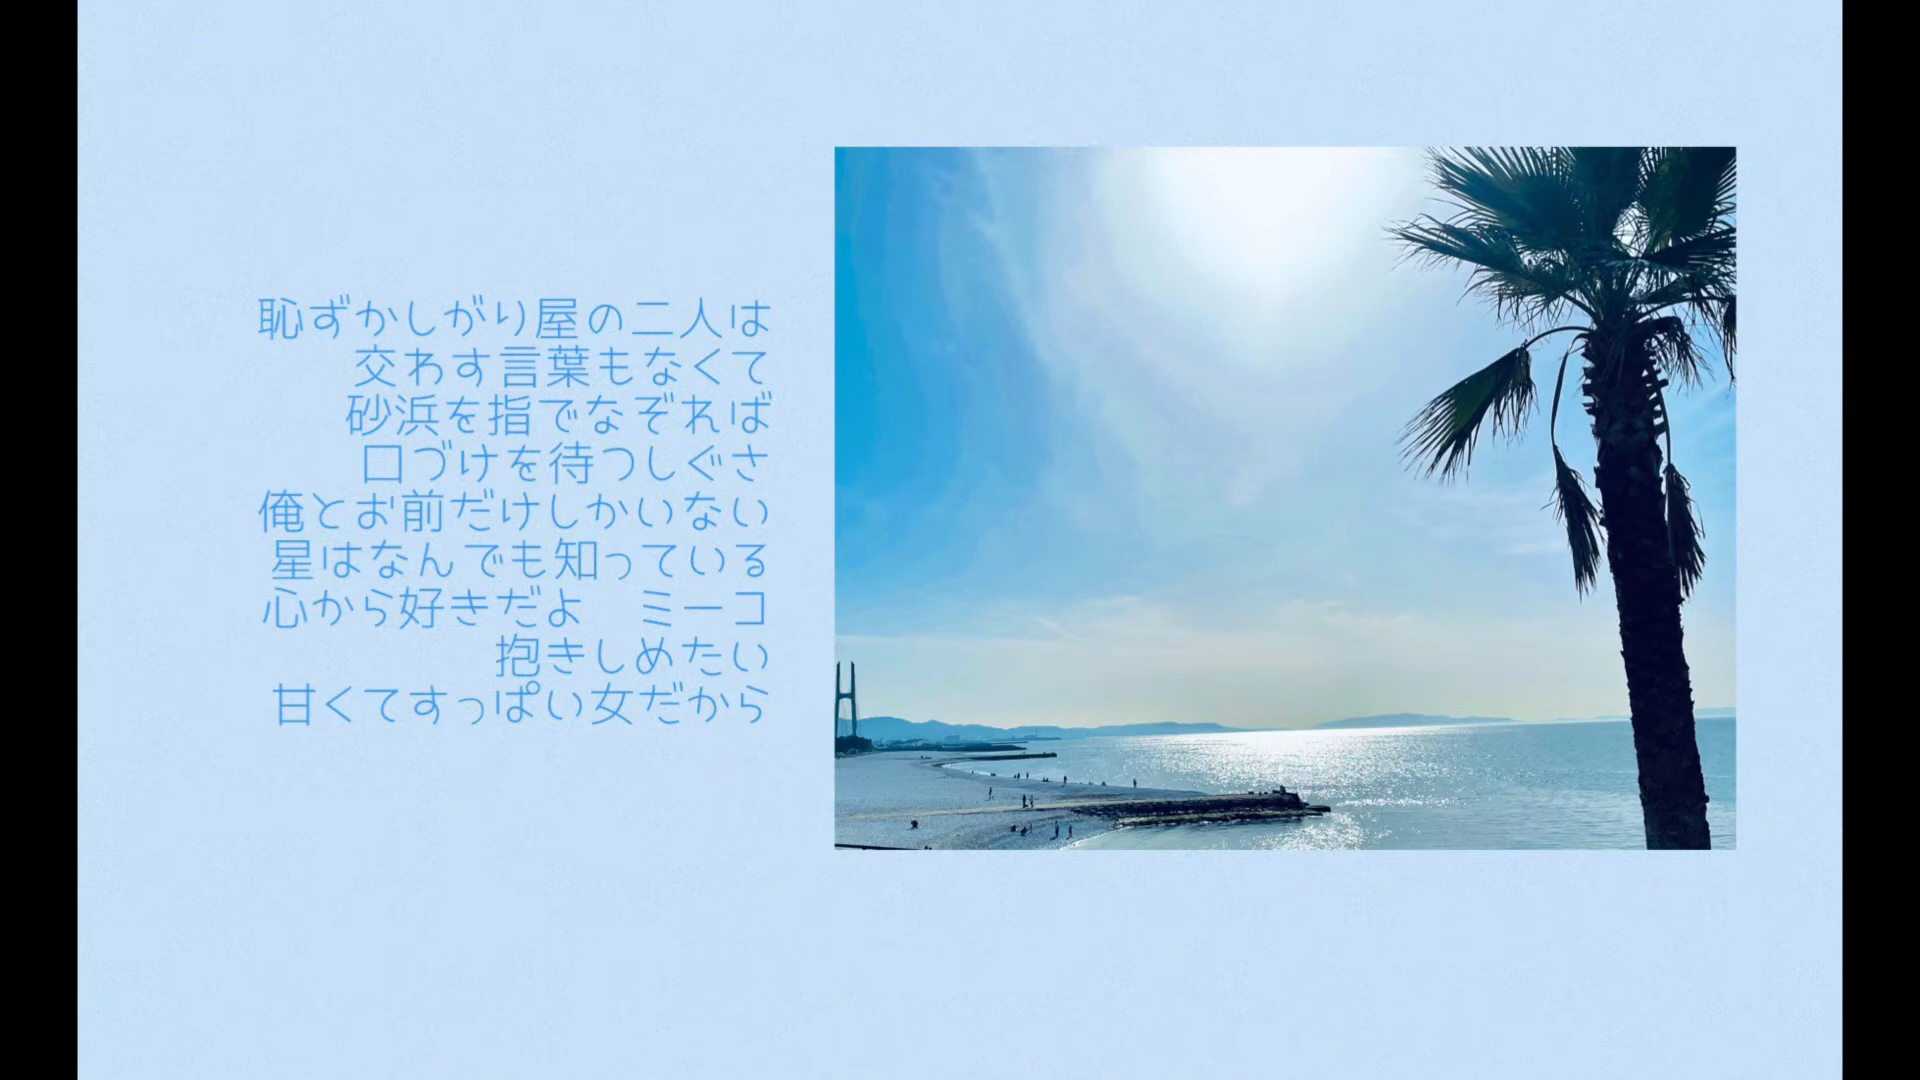 恥ずかしがり屋の二人は
交わす言葉もなくて
砂浜を指でなぞれば
口づけを待つしぐさ
俺とお前だけしかいない
星はなんでも知っている
心から好きだよ　ミーコ
抱きしめたい
甘くてすっぱい女だから